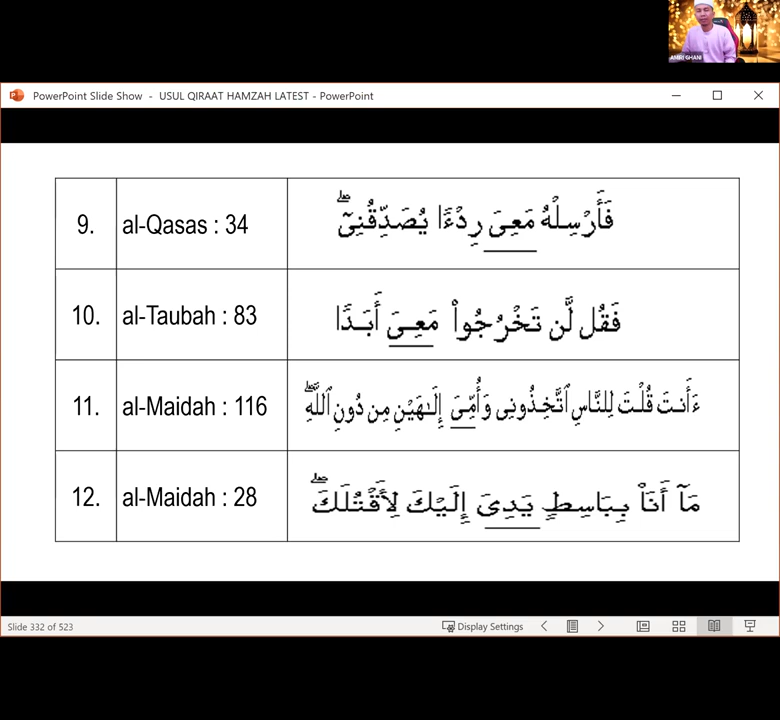 AMRI GHANI
PowerPoint Slide Show - USUL QIRAAT HAMZAH LATEST - PowerPoint
9. al-Qasas : 34 فَأَرْسِلْهُ مَعِىَ رِدْءًا يُصَدِّقُنِىٓ ۖ
10. al-Taubah : 83 فَقُل لَّن تَخْرُجُوا۟ مَعِىَ أَبَدًا
11. al-Maidah : 116 ءَأَنتَ قُلْتَ لِلنَّاسِ ٱتَّخِذُونِى وَأُمِّىَ إِلَـٰهَيْنِ مِن دُونِ ٱللَّهِ ۖ
12. al-Maidah : 28 مَآ أَنَا۠ بِبَاسِطٍ يَدِىَ إِلَيْكَ لِأَقْتُلَكَ ۖ
Slide 332 of 523 Display Settings